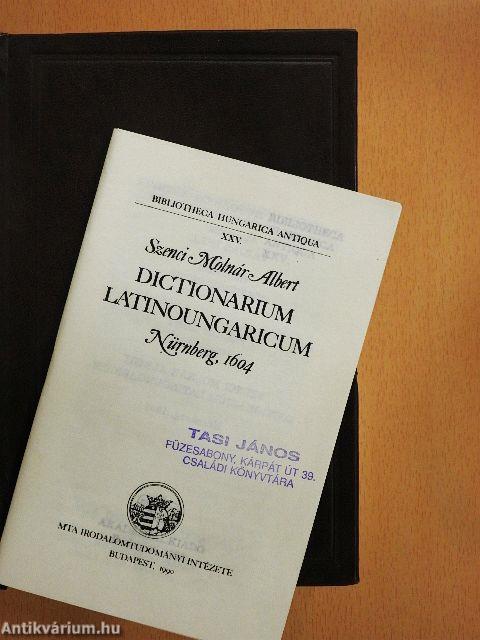 BIBLIOTHECA HUNGARICA ANTIQUA
XXV.
Szenci Molnár Albert
DICTIONARIUM
LATINOUNGARICUM
Nürnberg, 1604
TASI JÁNOS
FÜZESABONY, KÁRPÁT ÚT 39.
CSALÁDI KÖNYVTÁRA
MTA IRODALOMTUDOMÁNYI INTÉZETE
BUDAPEST, 1990
Antikvárium.hu